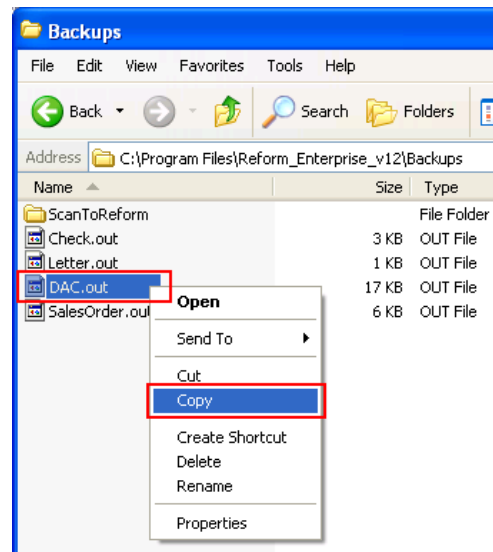 Backups
File Edit View Favorites Tools Help
Back Search Folders
Address C:\Program Files\Reform_Enterprise_v12\Backups
Name Size Type
ScanToReform File Folder
Check.out 3 KB OUT File
Letter.out 1 KB OUT File
DAC.out 17 KB OUT File
SalesOrder.out 6 KB OUT File
Open
Send To
Cut
Copy
Create Shortcut
Delete
Rename
Properties